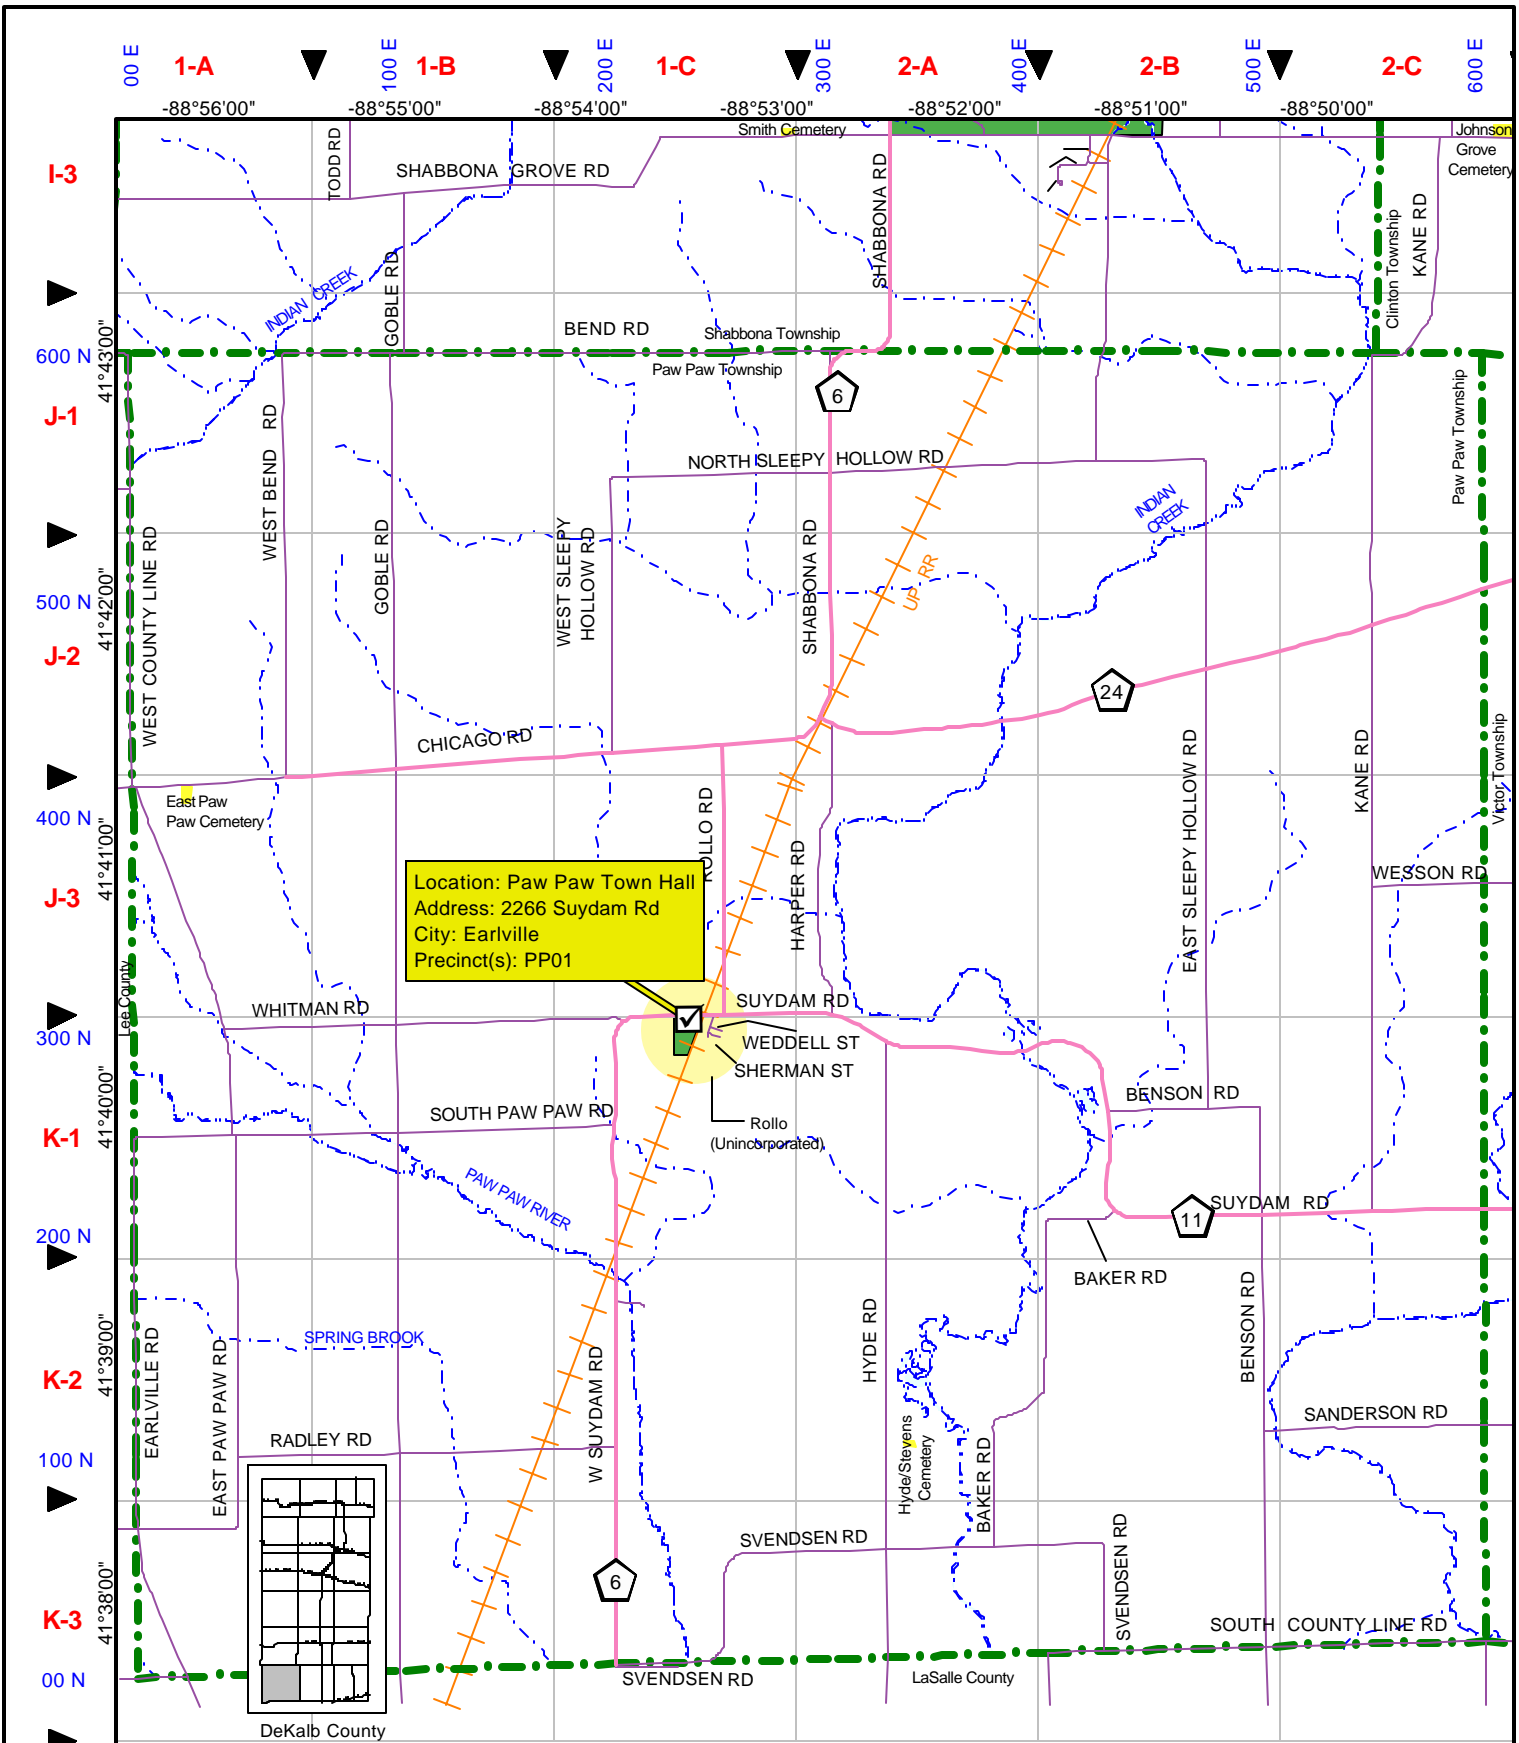 00 E
1-A
100 E
1-B
200 E
1-C
300 E
2-A
400 E
2-B
500 E
2-C
600 E
-88°56'00"
-88°55'00"
-88°54'00"
-88°53'00"
-88°52'00"
-88°51'00"
-88°50'00"
I-3
TODD RD
SHABBONA GROVE RD
Smith Cemetery
SHABBONA RD
Johnson
Grove
Cemetery
KANE RD
Clinton Township
INDIAN CREEK
GOBLE RD
BEND RD
Shabbona Township
Paw Paw Township
600 N
41°43'00"
J-1
6
WEST BEND RD
NORTH SLEEPY HOLLOW RD
Paw Paw Township
INDIAN
CREEK
WEST COUNTY LINE RD
GOBLE RD
WEST SLEEPY
HOLLOW RD
SHABBONA RD
UP RR
500 N
41°42'00"
J-2
24
CHICAGO RD
EAST SLEEPY HOLLOW RD
KANE RD
Victor Township
East Paw
Paw Cemetery
400 N
41°41'00"
ROLLO RD
HARPER RD
WESSON RD
J-3
Location: Paw Paw Town Hall
Address: 2266 Suydam Rd
City: Earlville
Precinct(s): PP01
Lee County
WHITMAN RD
SUYDAM RD
300 N
WEDDELL ST
SHERMAN ST
41°40'00"
SOUTH PAW PAW RD
BENSON RD
Rollo
(Unincorporated)
K-1
PAW PAW RIVER
11
SUYDAM RD
200 N
BAKER RD
SPRING BROOK
EARLVILLE RD
EAST PAW PAW RD
41°39'00"
W SUYDAM RD
HYDE RD
BENSON RD
K-2
SANDERSON RD
RADLEY RD
100 N
Hyde/Stevens
Cemetery
BAKER RD
SVENDSEN RD
SVENDSEN RD
6
41°38'00"
K-3
SOUTH COUNTY LINE RD
00 N
SVENDSEN RD
LaSalle County
DeKalb County